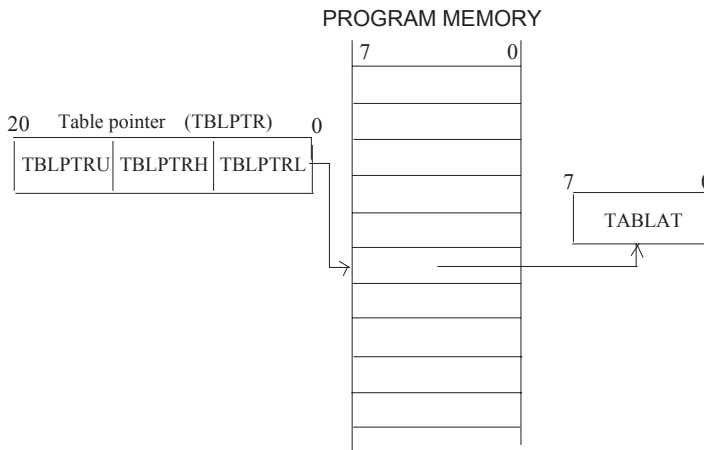 PROGRAM MEMORY
7 0
20 Table pointer (TBLPTR) 0
TBLPTRU TBLPTRH TBLPTRL
7
TABLAT